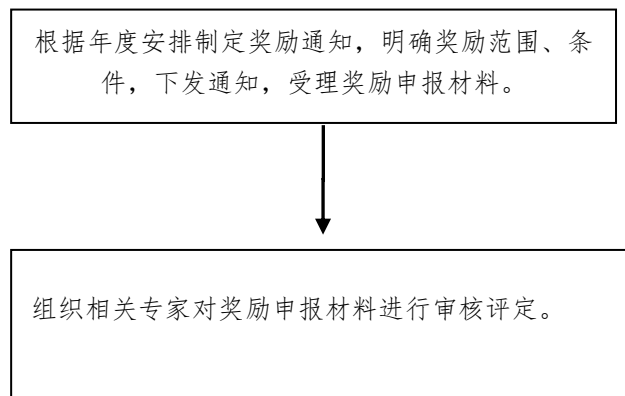 根据年度安排制定奖励通知，明确奖励范围、条
件，下发通知，受理奖励申报材料。
组织相关专家对奖励申报材料进行审核评定。